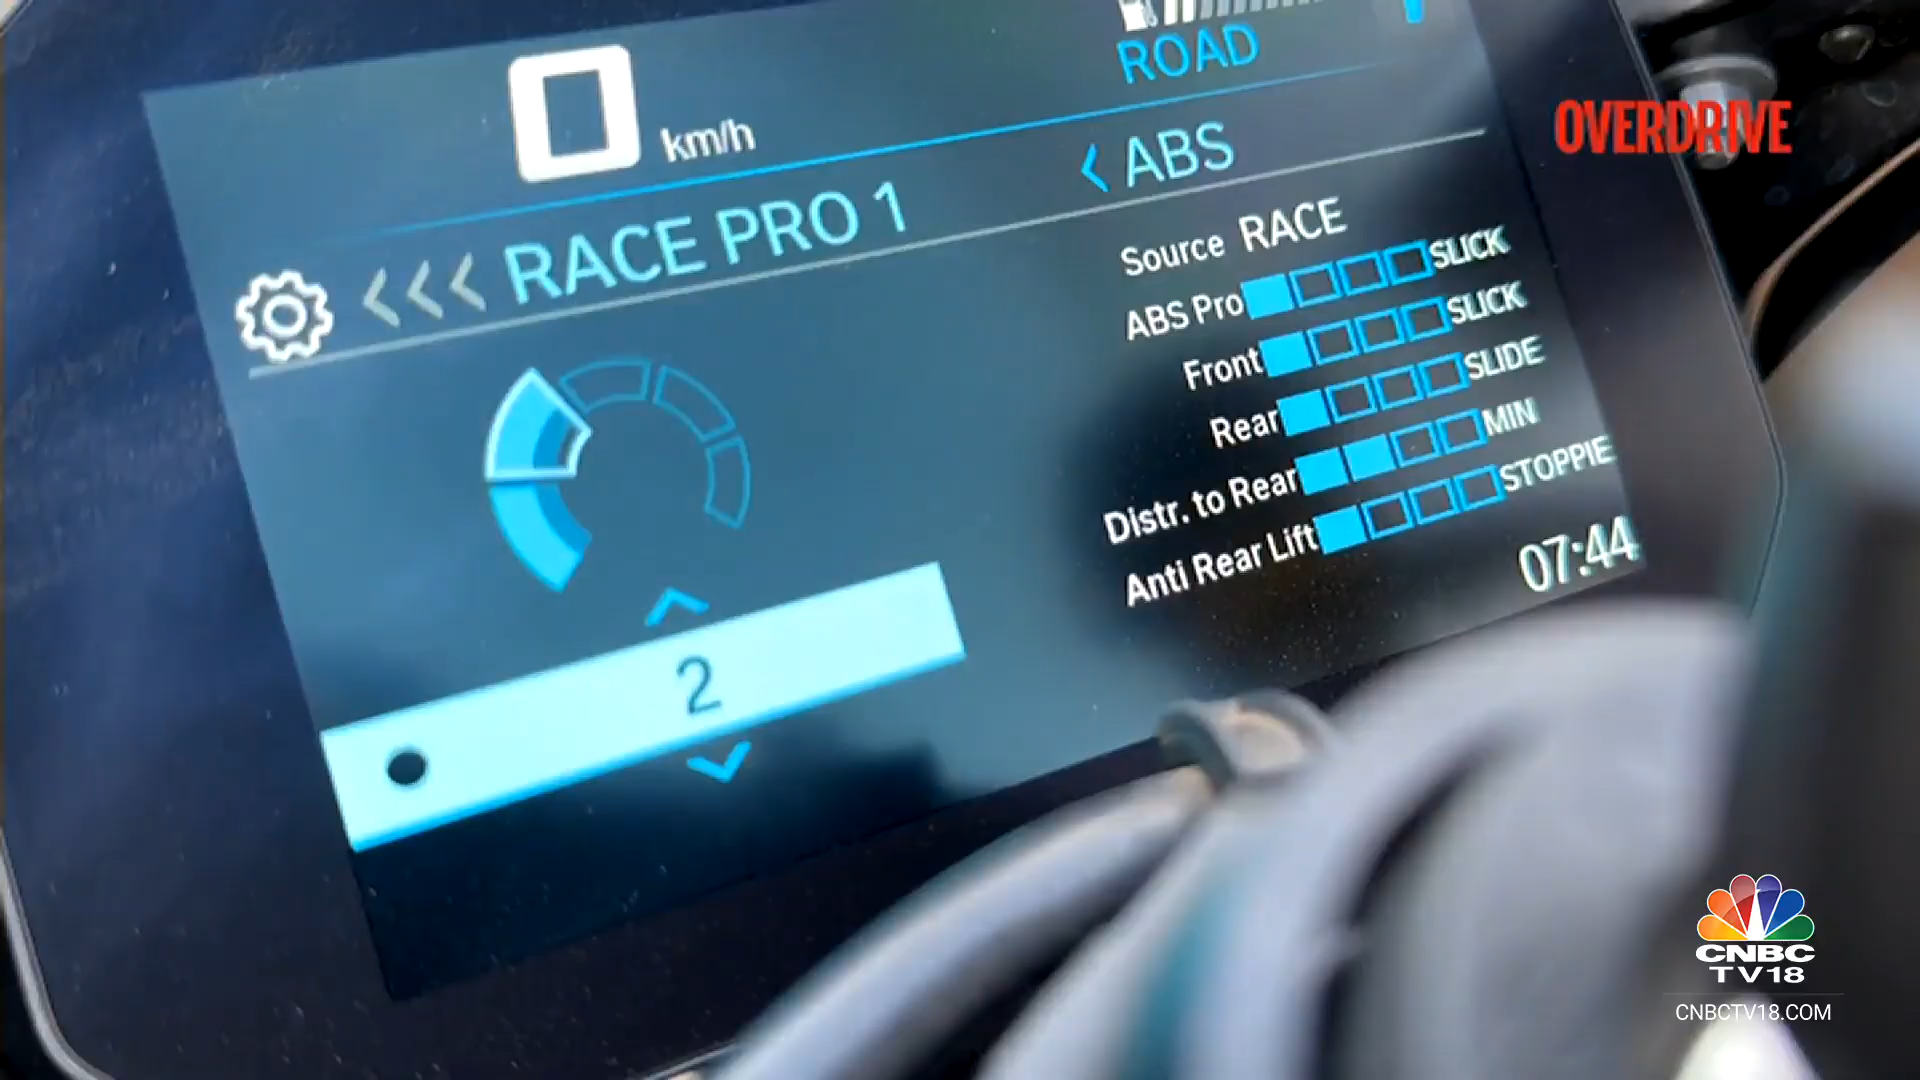 0 km/h
ROAD
OVERDRIVE
RACE PRO 1
ABS
Source RACE
ABS Pro SLICK
Front SLICK
Rear SLIDE
Distr. to Rear MIN
Anti Rear Lift STOPPIE
2
07:44
CNBC
TV18
CNBCTV18.COM